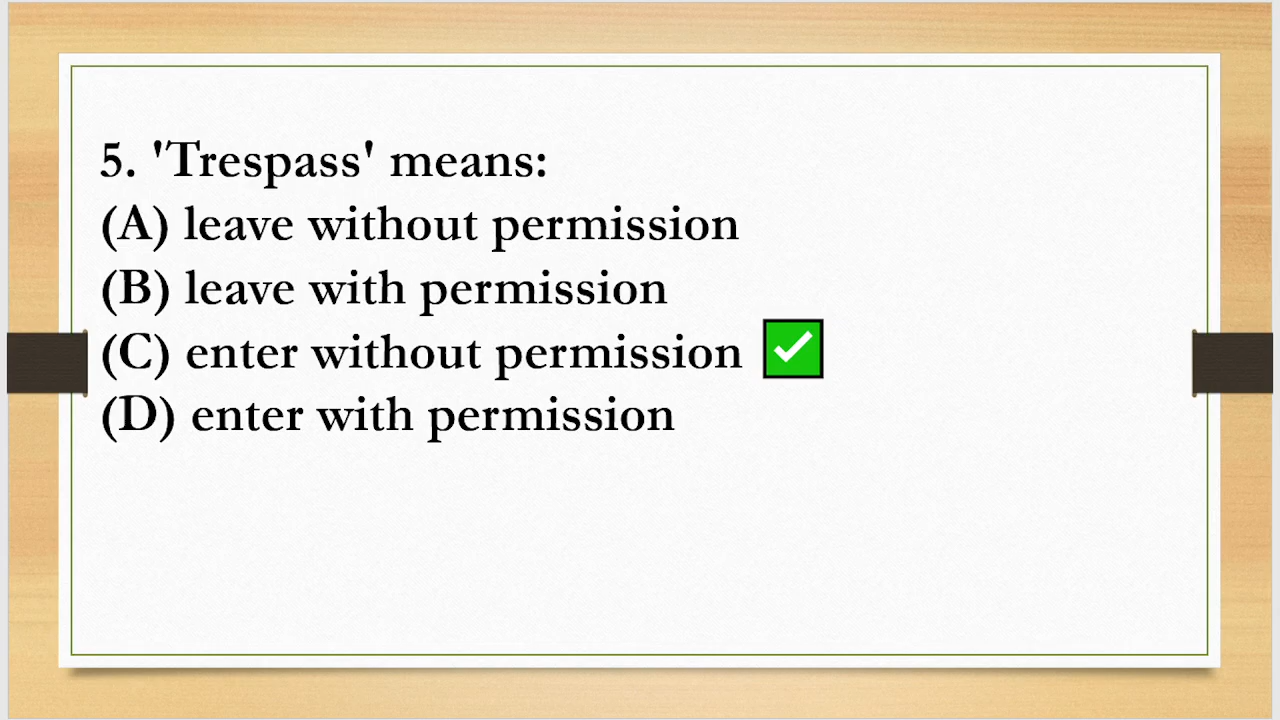 5. 'Trespass' means:
(A) leave without permission
(B) leave with permission
(C) enter without permission
(D) enter with permission